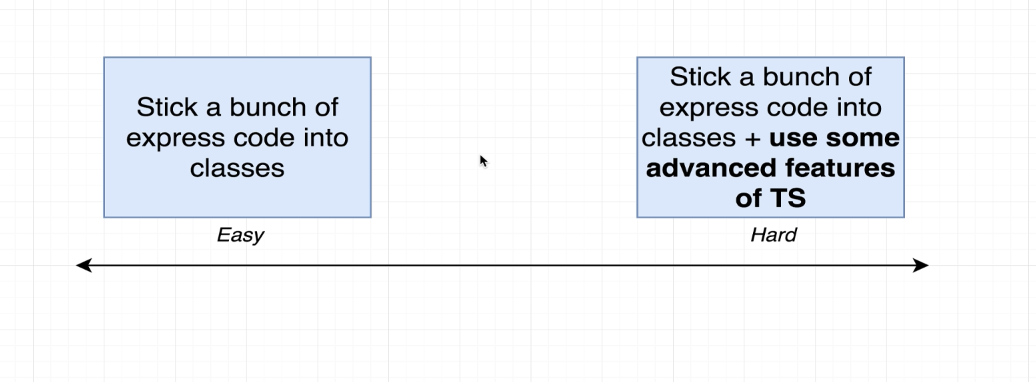 Stick a bunch of
express code into
classes
Stick a bunch of
express code into
classes + use some
advanced features
of TS
Easy
Hard